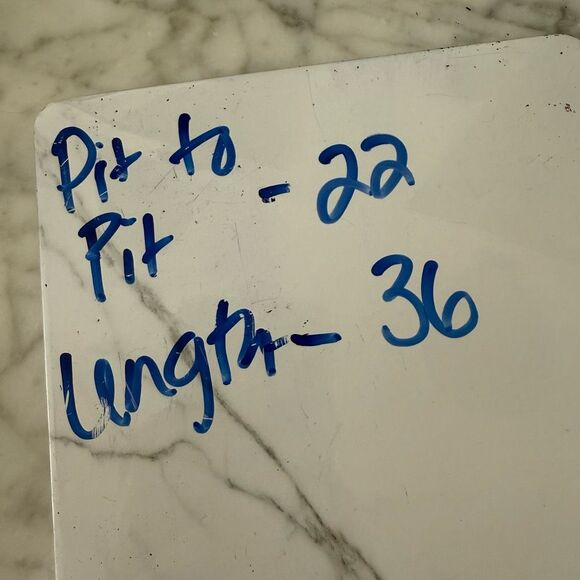 Pit to
Pit - 22
Length - 36